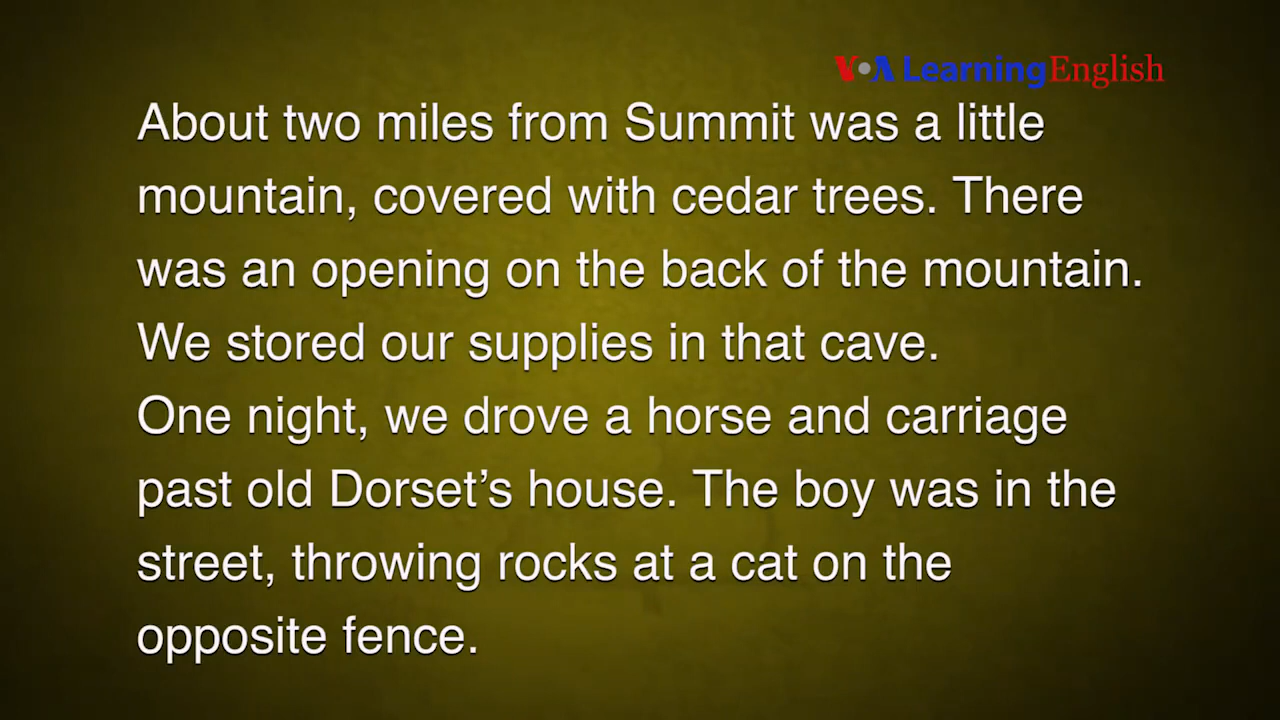 VOA Learning English
About two miles from Summit was a little
mountain, covered with cedar trees. There
was an opening on the back of the mountain.
We stored our supplies in that cave.
One night, we drove a horse and carriage
past old Dorset’s house. The boy was in the
street, throwing rocks at a cat on the
opposite fence.